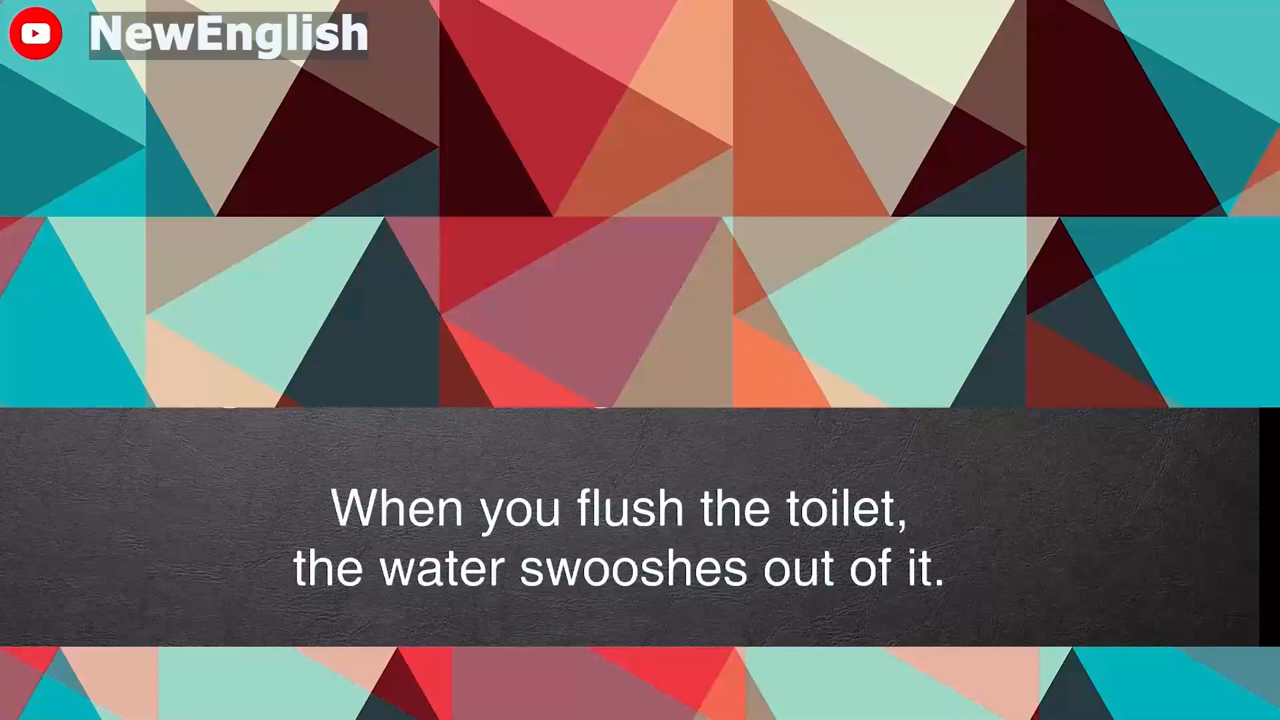 NewEnglish
When you flush the toilet,
the water swooshes out of it.